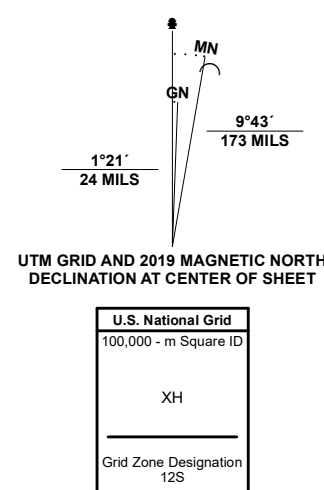 MN
GN
9°43´
173 MILS
1°21´
24 MILS
UTM GRID AND 2019 MAGNETIC NORTH
DECLINATION AT CENTER OF SHEET
U.S. National Grid
100,000 - m Square ID
XH
Grid Zone Designation
12S